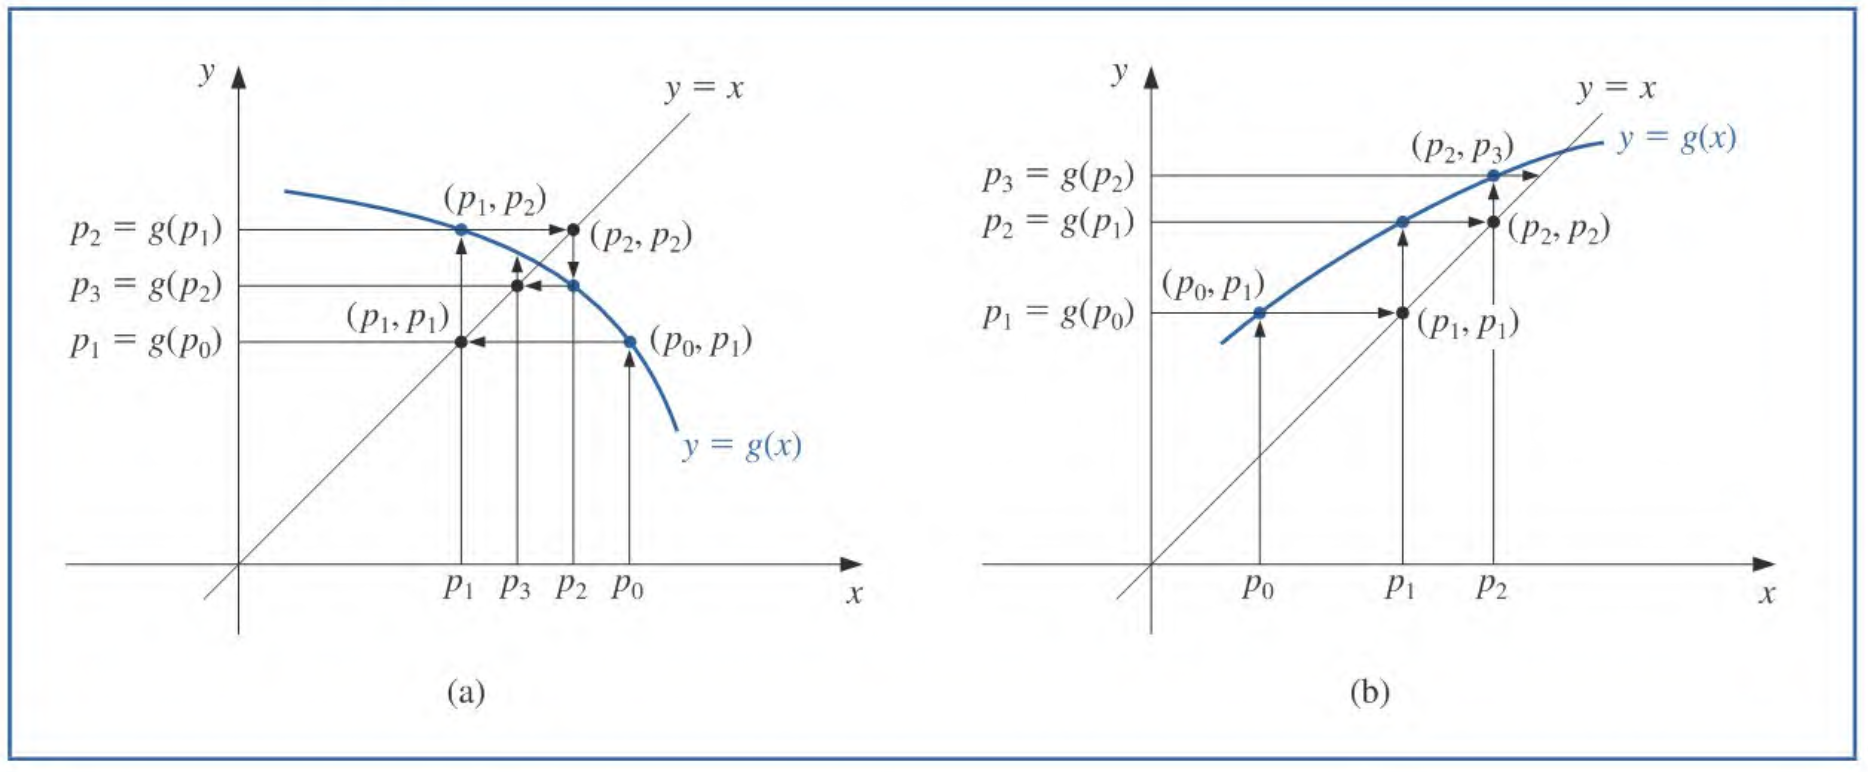 y
y = x
(p₁, p₂)
p₂ = g(p₁)
(p₂, p₂)
p₃ = g(p₂)
(p₁, p₁)
p₁ = g(p₀)
(p₀, p₁)
y = g(x)
p₁ p₃ p₂ p₀
x
(a)
y
y = x
y = g(x)
(p₂, p₃)
p₃ = g(p₂)
p₂ = g(p₁)
(p₂, p₂)
(p₀, p₁)
p₁ = g(p₀)
(p₁, p₁)
p₀ p₁ p₂
x
(b)